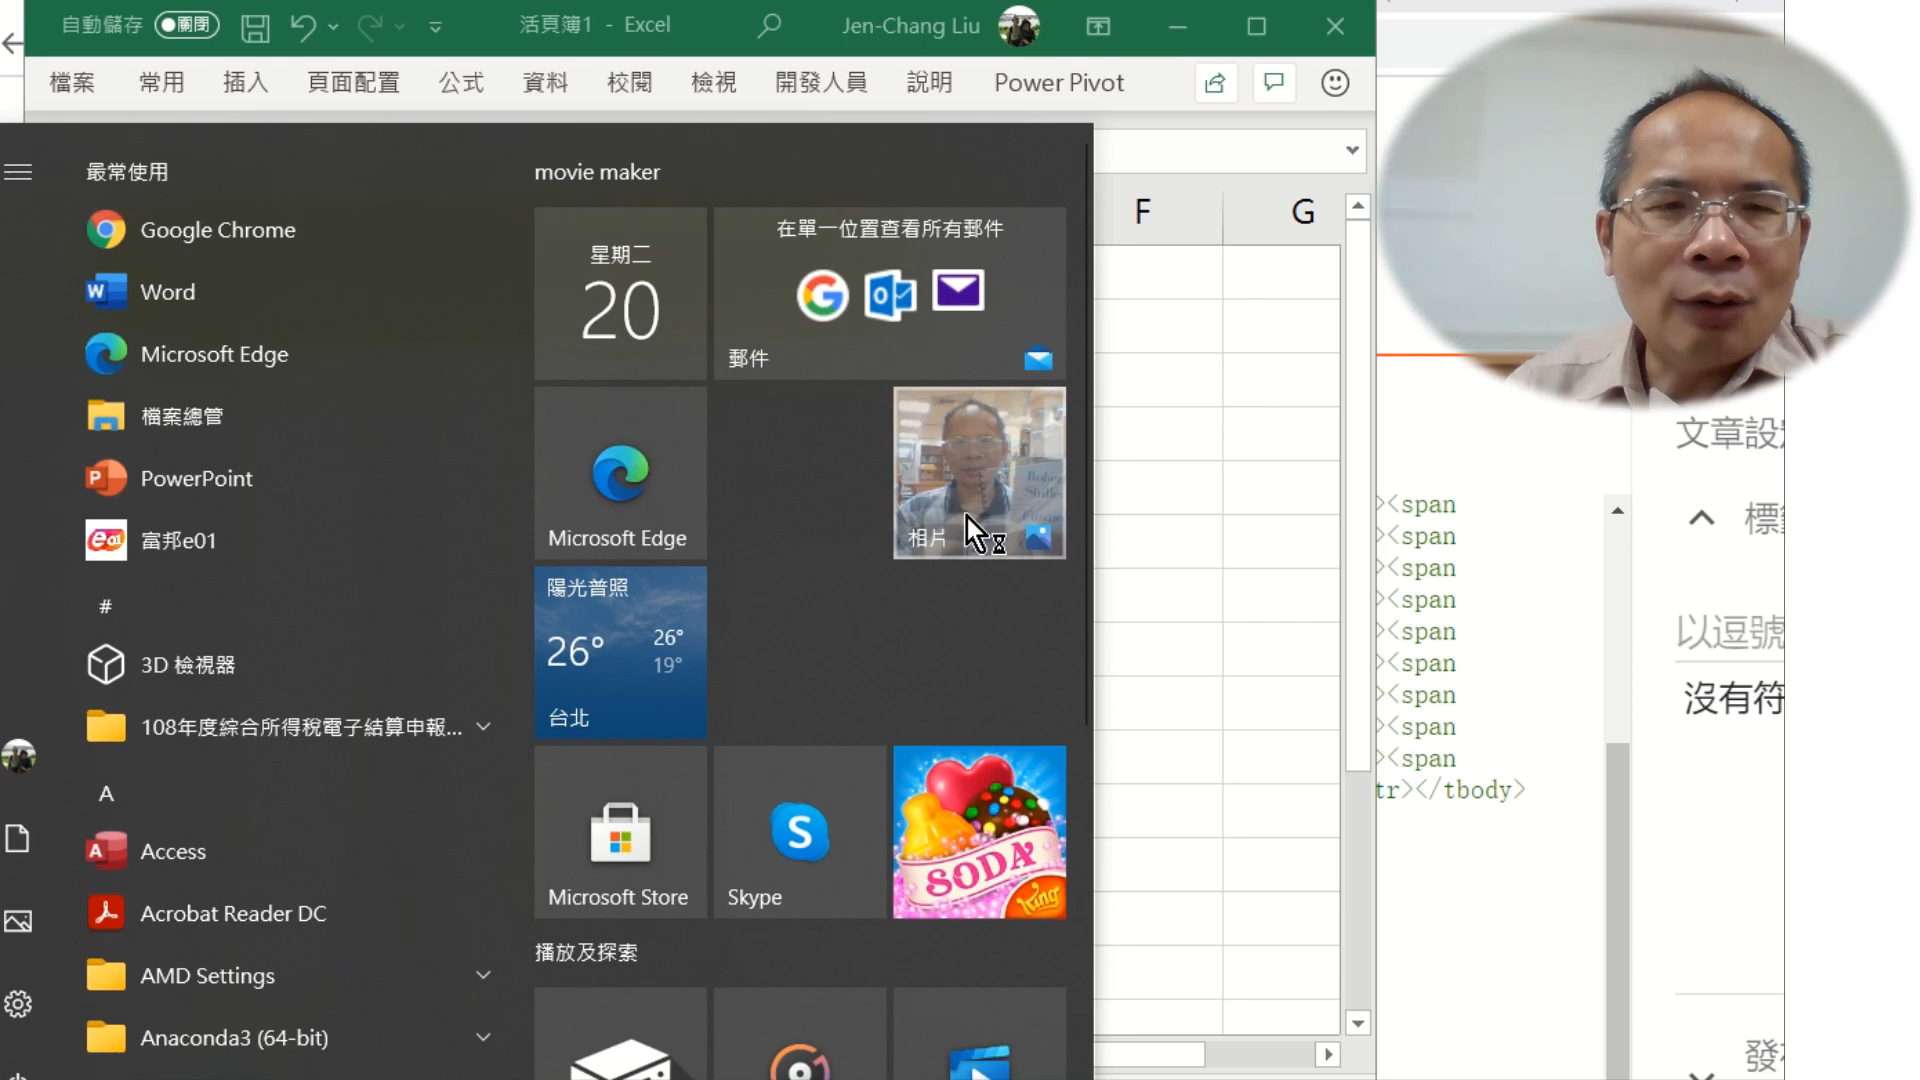 自動儲存 關閉 活頁簿1 - Excel Jen-Chang Liu
檔案 常用 插入 頁面配置 公式 資料 校閱 檢視 開發人員 說明 Power Pivot
最常使用
Google Chrome
Word
Microsoft Edge
檔案總管
PowerPoint
富邦e01
#
3D 檢視器
108年度綜合所得稅電子結算申報...
A
Access
Acrobat Reader DC
AMD Settings
Anaconda3 (64-bit)
movie maker
星期二
20
在單一位置查看所有郵件
郵件
Microsoft Edge
相片
陽光普照
26° 26°
19°
台北
Microsoft Store
Skype
SODA
King
播放及探索
F G
><span
><span
><span
><span
><span
><span
><span
><span
><span
tr></tbody>
文章設
標
以逗號
沒有符
發